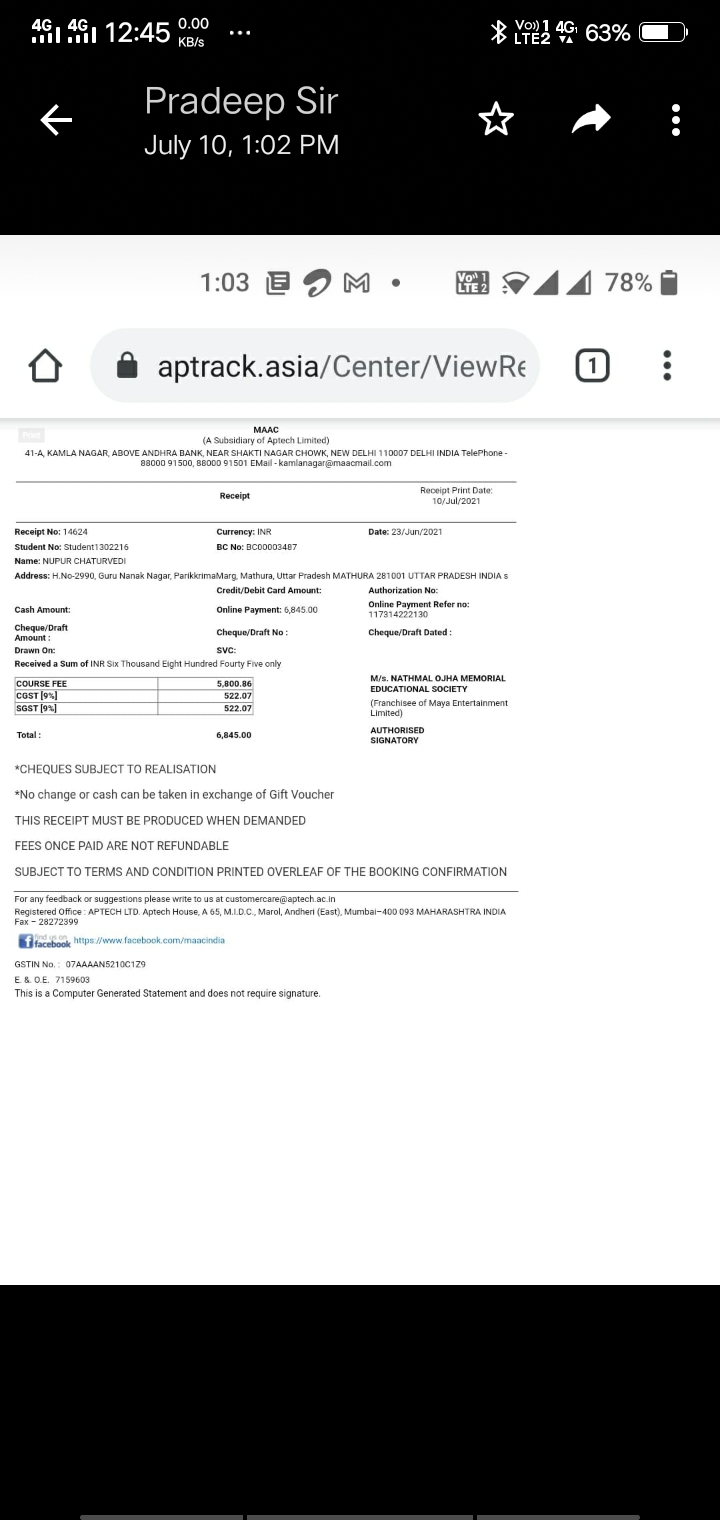 4G 4G 12:45 0.00 KB/s ... Vo)) 1 LTE2 4G 63%
Pradeep Sir
July 10, 1:02 PM
1:03 M • Vo)) 1 LTE 2 78%
aptrack.asia/Center/ViewRe 1
Print
MAAC
(A Subsidiary of Aptech Limited)
41-A, KAMLA NAGAR, ABOVE ANDHRA BANK, NEAR SHAKTI NAGAR CHOWK, NEW DELHI 110007 DELHI INDIA TelePhone -
88000 91500, 88000 91501 EMail - kamlanagar@maacmail.com
Receipt
Receipt Print Date:
10/Jul/2021
Receipt No: 14624 Currency: INR Date: 23/Jun/2021
Student No: Student1302216 BC No: BC00003487
Name: NUPUR CHATURVEDI
Address: H.No-2990, Guru Nanak Nagar, ParikkrimaMarg, Mathura, Uttar Pradesh MATHURA 281001 UTTAR PRADESH INDIA s
Credit/Debit Card Amount: Authorization No:
Cash Amount: Online Payment: 6,845.00 Online Payment Refer no:
117314222130
Cheque/Draft
Amount : Cheque/Draft No : Cheque/Draft Dated :
Drawn On: SVC:
Received a Sum of INR Six Thousand Eight Hundred Fourty Five only
COURSE FEE 5,800.86
CGST [9%] 522.07
SGST [9%] 522.07
M/s. NATHMAL OJHA MEMORIAL
EDUCATIONAL SOCIETY
(Franchisee of Maya Entertainment
Limited)
Total : 6,845.00
AUTHORISED
SIGNATORY
*CHEQUES SUBJECT TO REALISATION
*No change or cash can be taken in exchange of Gift Voucher
THIS RECEIPT MUST BE PRODUCED WHEN DEMANDED
FEES ONCE PAID ARE NOT REFUNDABLE
SUBJECT TO TERMS AND CONDITION PRINTED OVERLEAF OF THE BOOKING CONFIRMATION
For any feedback or suggestions please write to us at customercare@aptech.ac.in
Registered Office : APTECH LTD. Aptech House, A 65, M.I.D.C., Marol, Andheri (East), Mumbai–400 093 MAHARASHTRA INDIA
Fax – 28272399
find us on
facebook https://www.facebook.com/maacindia
GSTIN No. : 07AAAAN5210C1Z9
E. &. O.E. 7159603
This is a Computer Generated Statement and does not require signature.